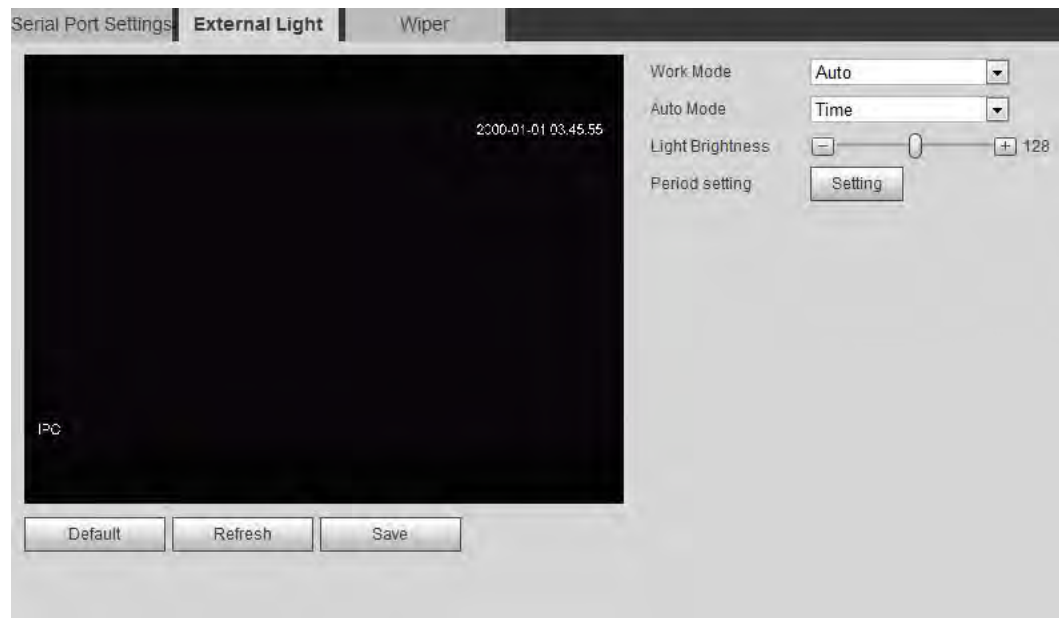 Serial Port Settings External Light Wiper
Work Mode Auto
Auto Mode Time
Light Brightness - + 128
Period setting Setting
2000-01-01 03:45:55
IPC
Default Refresh Save